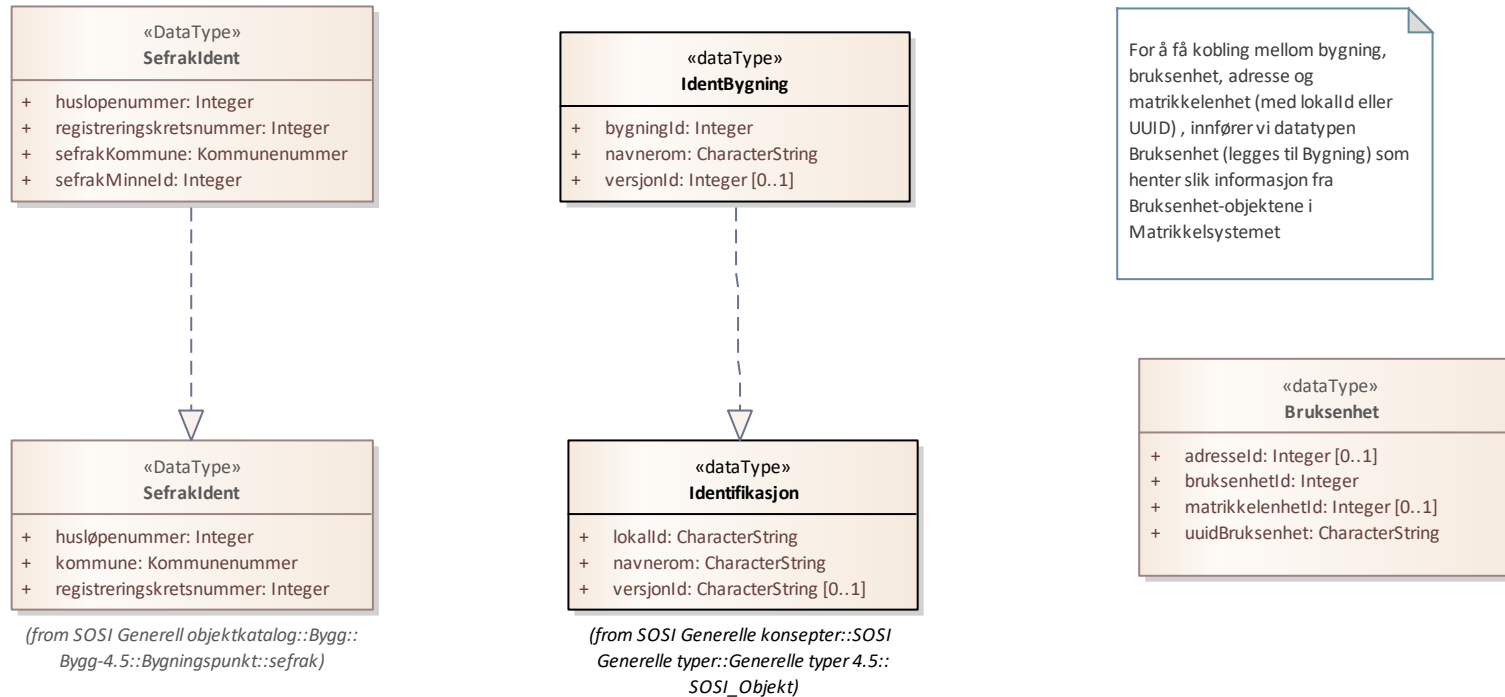 «DataType»
SefrakIdent
+ huslopenummer: Integer
+ registreringskretsnummer: Integer
+ sefrakKommune: Kommunenummer
+ sefrakMinneId: Integer
«dataType»
IdentBygning
+ bygningId: Integer
+ navnerom: CharacterString
+ versjonId: Integer [0..1]
For å få kobling mellom bygning,
bruksenhet, adresse og
matrikkelenhet (med lokalId eller
UUID) , innfører vi datatypen
Bruksenhet (legges til Bygning) som
henter slik informasjon fra
Bruksenhet-objektene i
Matrikkelsystemet
«DataType»
SefrakIdent
+ husløpenummer: Integer
+ kommune: Kommunenummer
+ registreringskretsnummer: Integer
(from SOSI Generell objektkatalog::Bygg::
Bygg-4.5::Bygningspunkt::sefrak)
«dataType»
Identifikasjon
+ lokalId: CharacterString
+ navnerom: CharacterString
+ versjonId: CharacterString [0..1]
(from SOSI Generelle konsepter::SOSI
Generelle typer::Generelle typer 4.5::
SOSI_Objekt)
«dataType»
Bruksenhet
+ adresseId: Integer [0..1]
+ bruksenhetId: Integer
+ matrikkelenhetId: Integer [0..1]
+ uuidBruksenhet: CharacterString